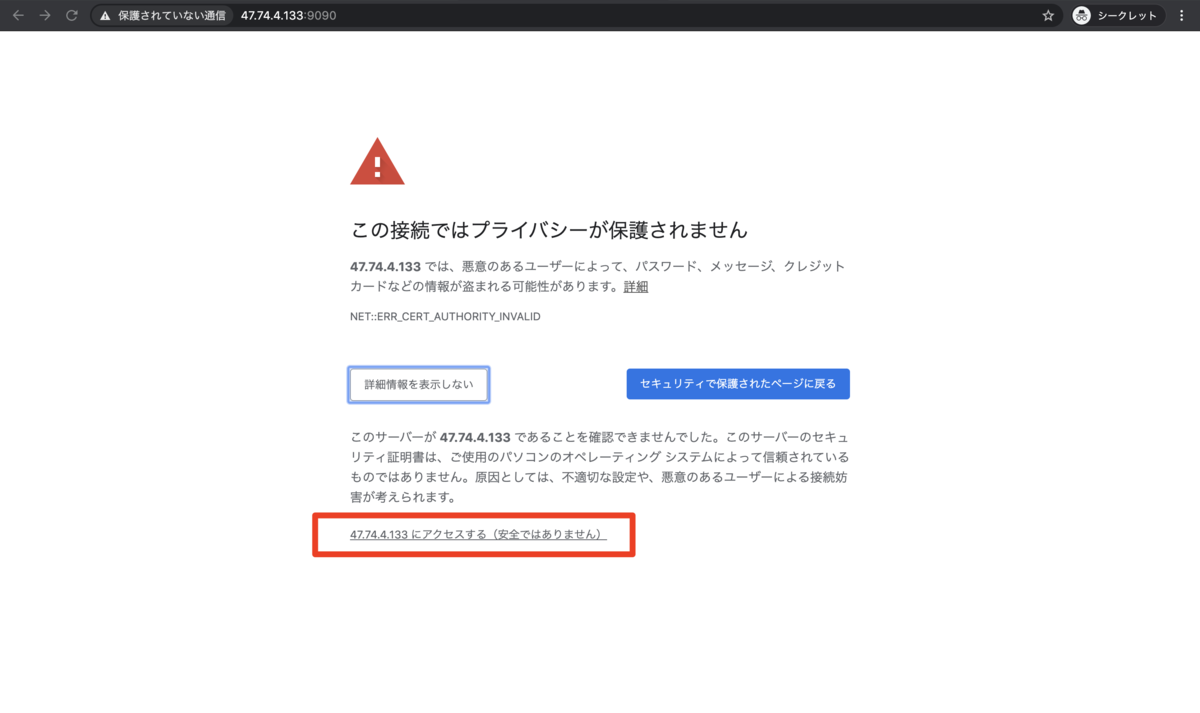 保護されていない通信 47.74.4.133:9090 シークレット
この接続ではプライバシーが保護されません
47.74.4.133 では、悪意のあるユーザーによって、パスワード、メッセージ、クレジット
カードなどの情報が盗まれる可能性があります。詳細
NET::ERR_CERT_AUTHORITY_INVALID
詳細情報を表示しない セキュリティで保護されたページに戻る
このサーバーが 47.74.4.133 であることを確認できませんでした。このサーバーのセキュ
リティ証明書は、ご使用のパソコンのオペレーティング システムによって信頼されている
ものではありません。原因としては、不適切な設定や、悪意のあるユーザーによる接続妨
害が考えられます。
47.74.4.133 にアクセスする（安全ではありません）